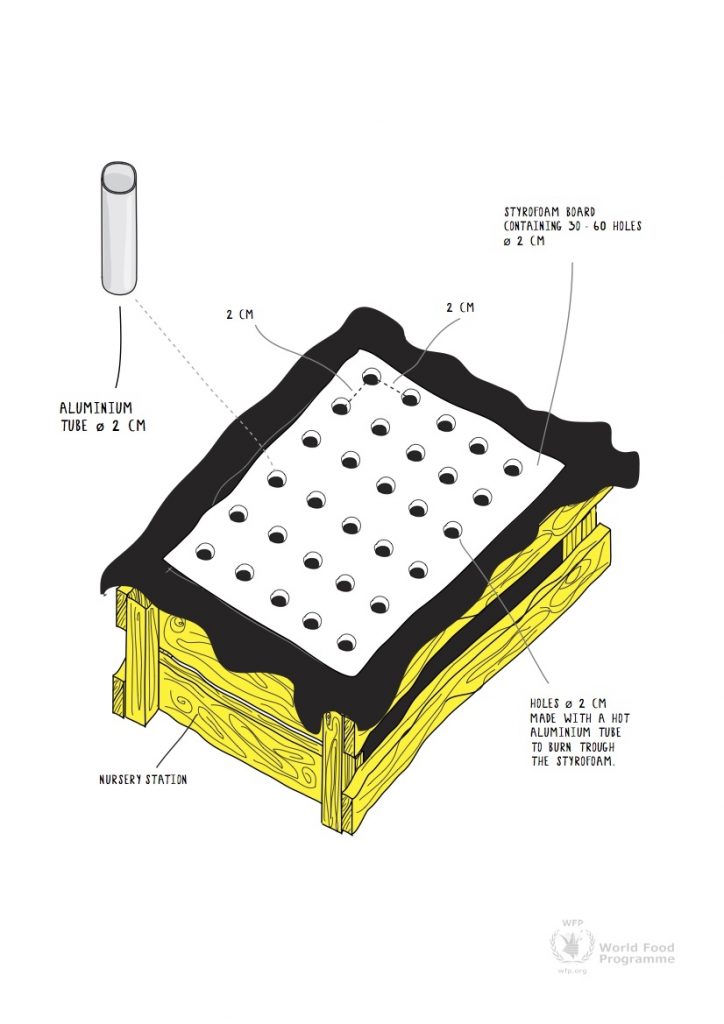 STYROFOAM BOARD
CONTAINING 30 - 60 HOLES
ø 2 CM
2 CM
2 CM
ALUMINIUM
TUBE ø 2 CM
HOLES ø 2 CM
MADE WITH A HOT
ALUMINIUM TUBE
TO BURN TROUGH
THE STYROFOAM.
NURSERY STATION
WFP
wfp.org
World Food
Programme